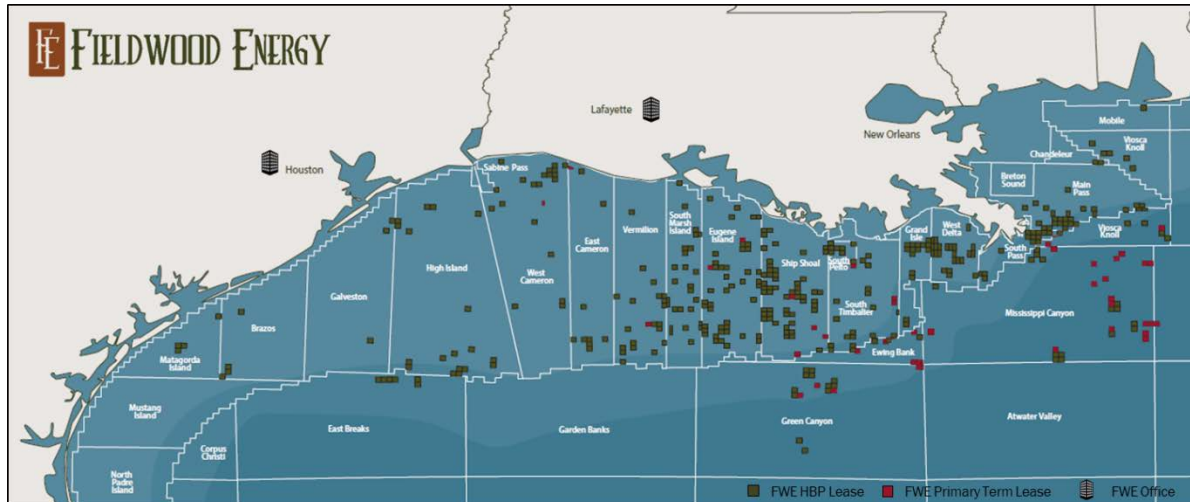 FE FIELDWOOD ENERGY
Houston
Lafayette
New Orleans
Mobile
Viosca
Knoll
Chandeleur
Breton
Sound
Main
Pass
Sabine Pass
South
Marsh
Island
Eugene
Island
Grand
Isle
West
Delta
East
Cameron
Vermilion
South
Pass
Viosca
Knoll
High Island
West
Cameron
Ship Shoal
South
Pelto
Galveston
South
Timbalier
Mississippi Canyon
Brazos
Matagorda
Island
Ewing Bank
Mustang
Island
East Breaks
Garden Banks
Green Canyon
Atwater Valley
Corpus
Christi
North
Padre
Island
FWE HBP Lease
FWE Primary Term Lease
FWE Office